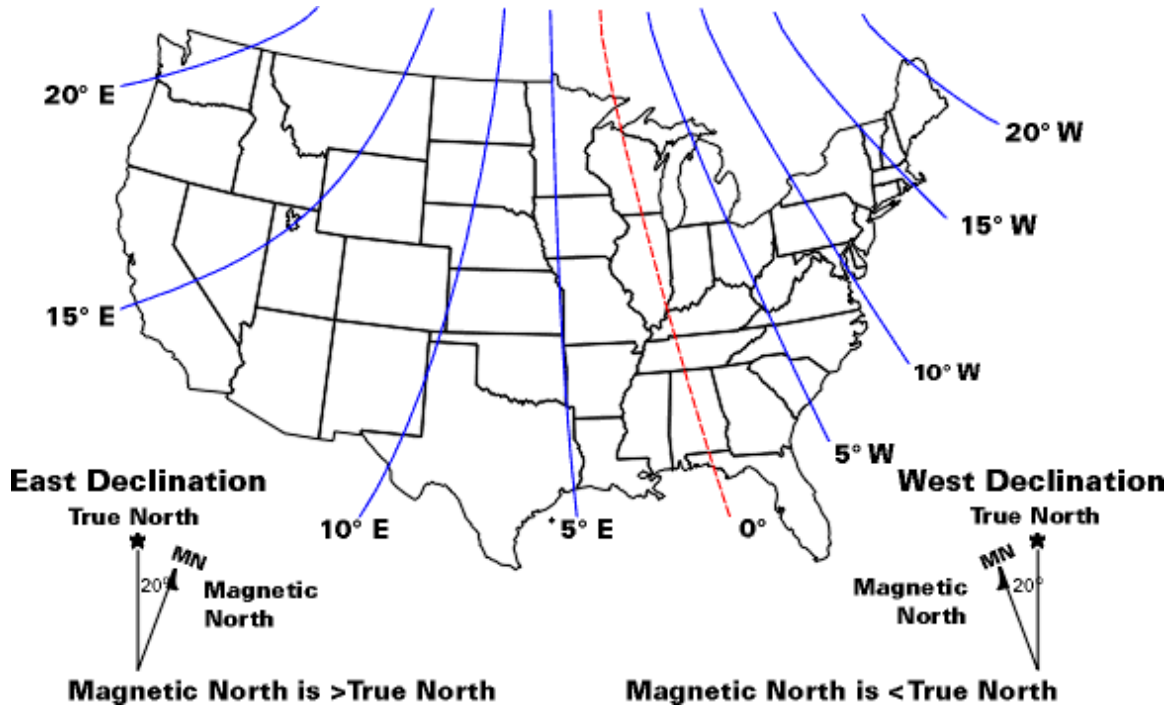 20° E
20° W
15° W
15° E
10° W
5° W
East Declination
True North
MN
20°
Magnetic
North
10° E
5° E
0°
West Declination
True North
MN
20°
Magnetic
North
Magnetic North is >True North
Magnetic North is <True North